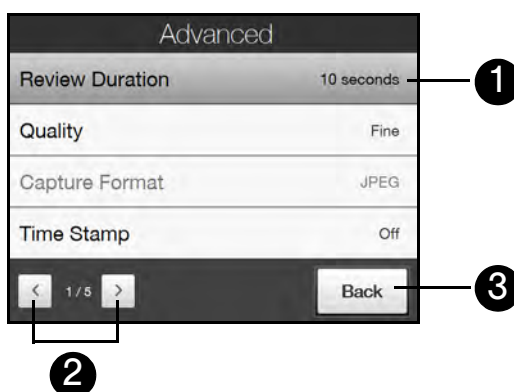 Advanced
Review Duration 10 seconds 1
Quality Fine
Capture Format JPEG
Time Stamp Off
< 1/5 > Back 3
2